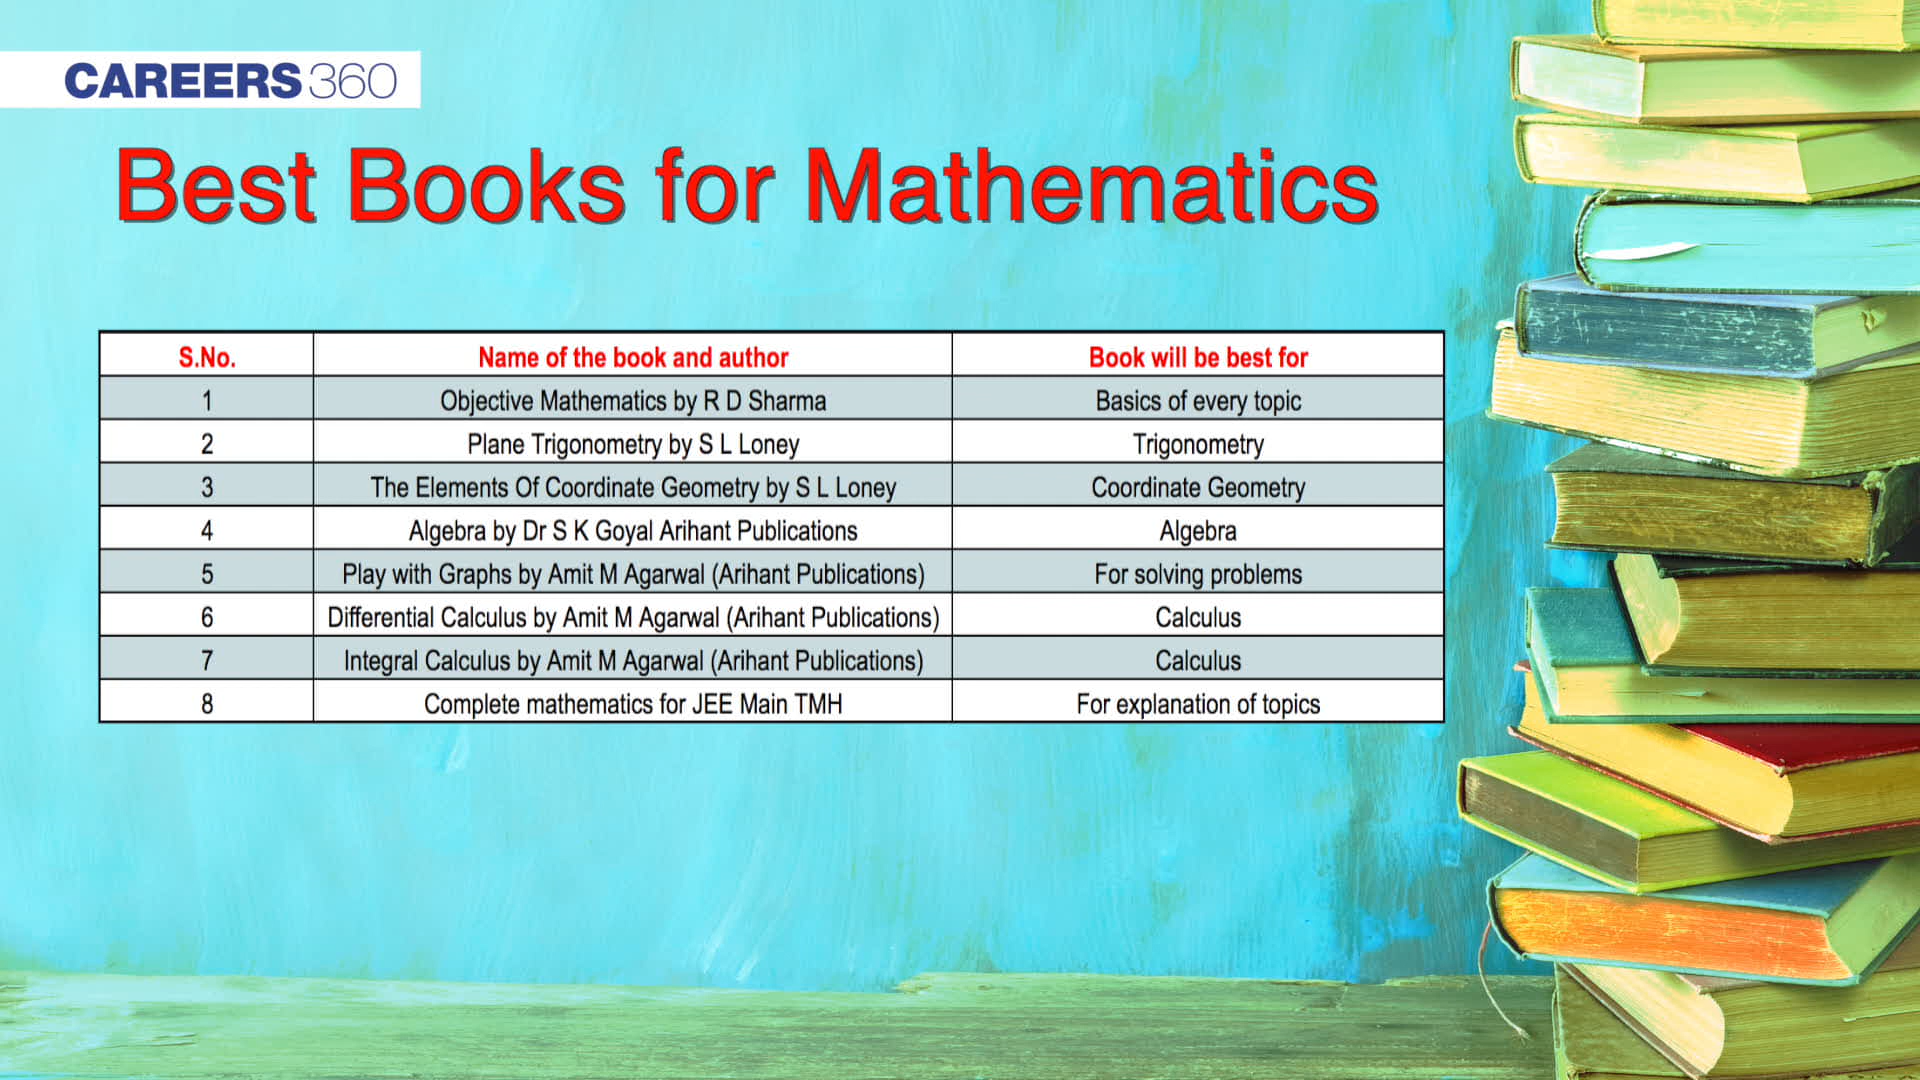 CAREERS360
Best Books for Mathematics
S.No. Name of the book and author Book will be best for
1 Objective Mathematics by R D Sharma Basics of every topic
2 Plane Trigonometry by S L Loney Trigonometry
3 The Elements Of Coordinate Geometry by S L Loney Coordinate Geometry
4 Algebra by Dr S K Goyal Arihant Publications Algebra
5 Play with Graphs by Amit M Agarwal (Arihant Publications) For solving problems
6 Differential Calculus by Amit M Agarwal (Arihant Publications) Calculus
7 Integral Calculus by Amit M Agarwal (Arihant Publications) Calculus
8 Complete mathematics for JEE Main TMH For explanation of topics